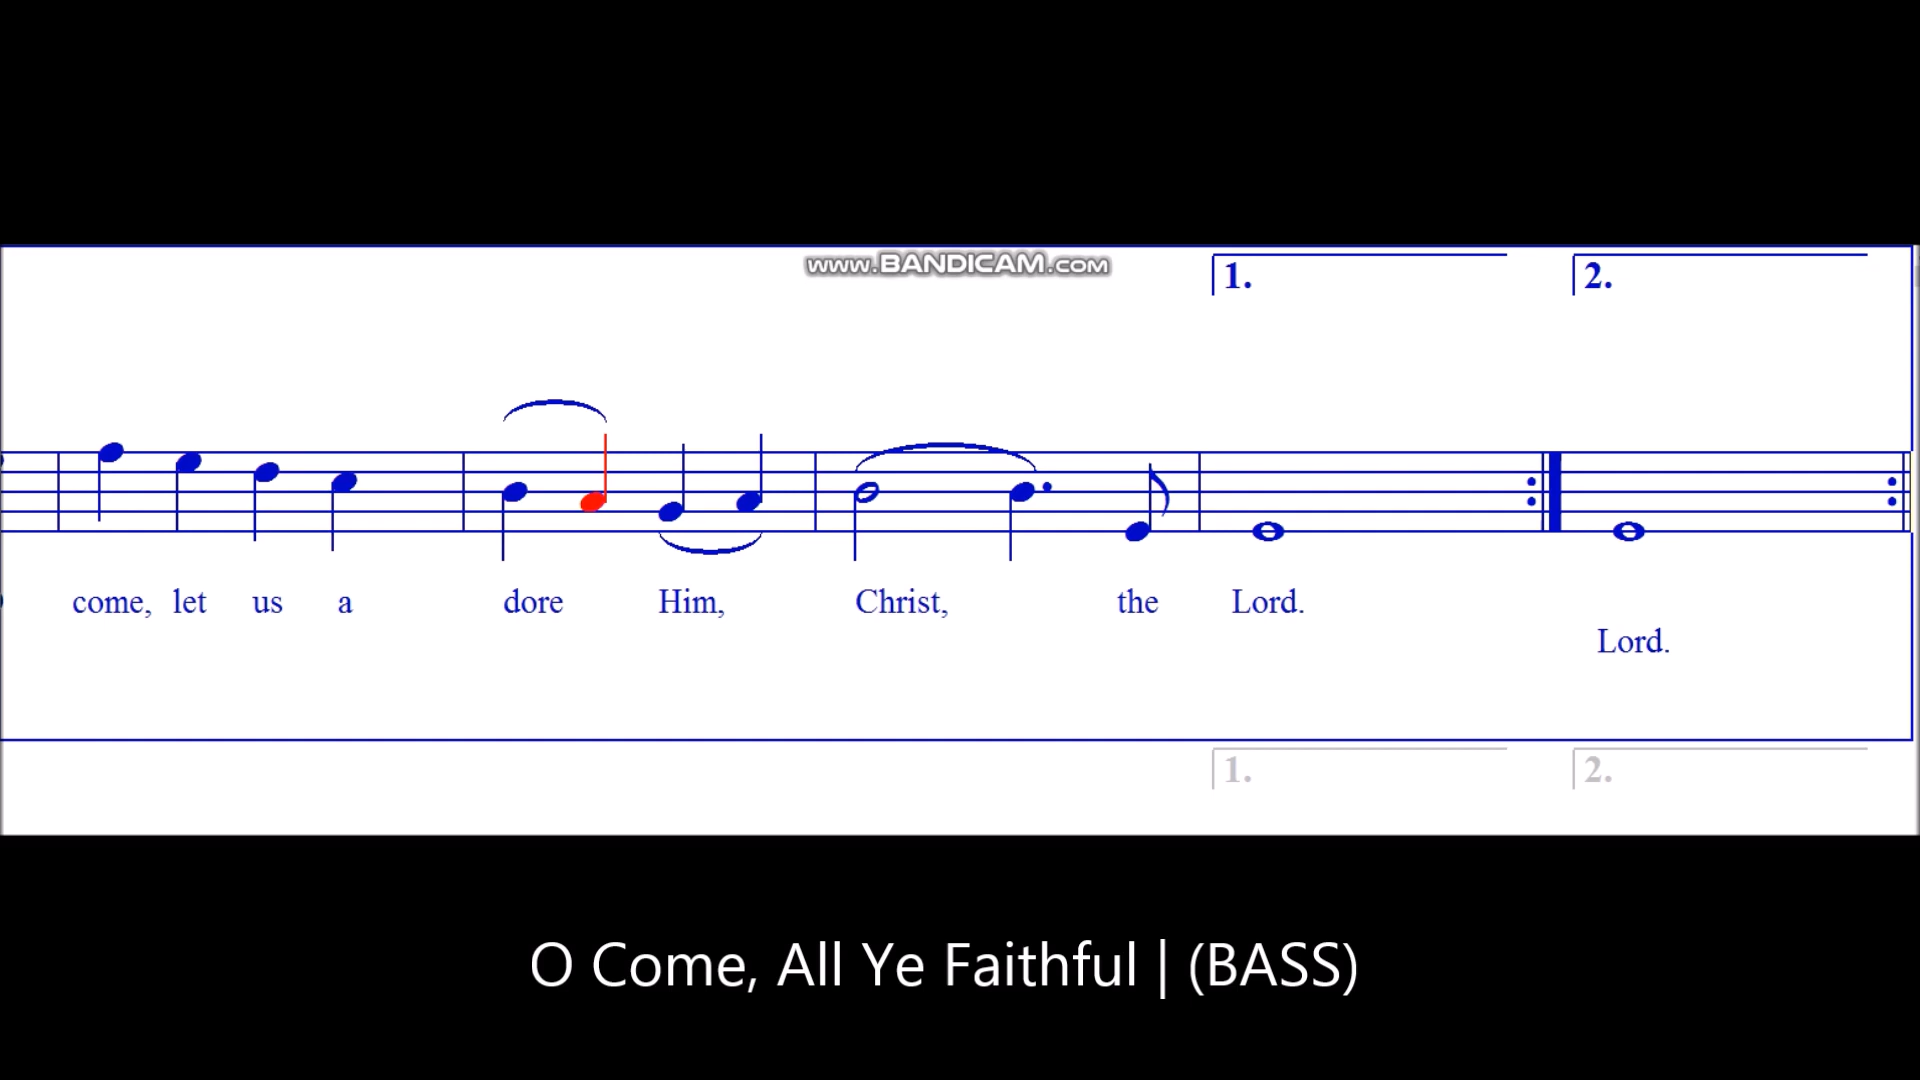 www.BANDICAM.com
1. 2.
come, let us a dore Him, Christ, the Lord.
Lord.
1. 2.
O Come, All Ye Faithful | (BASS)